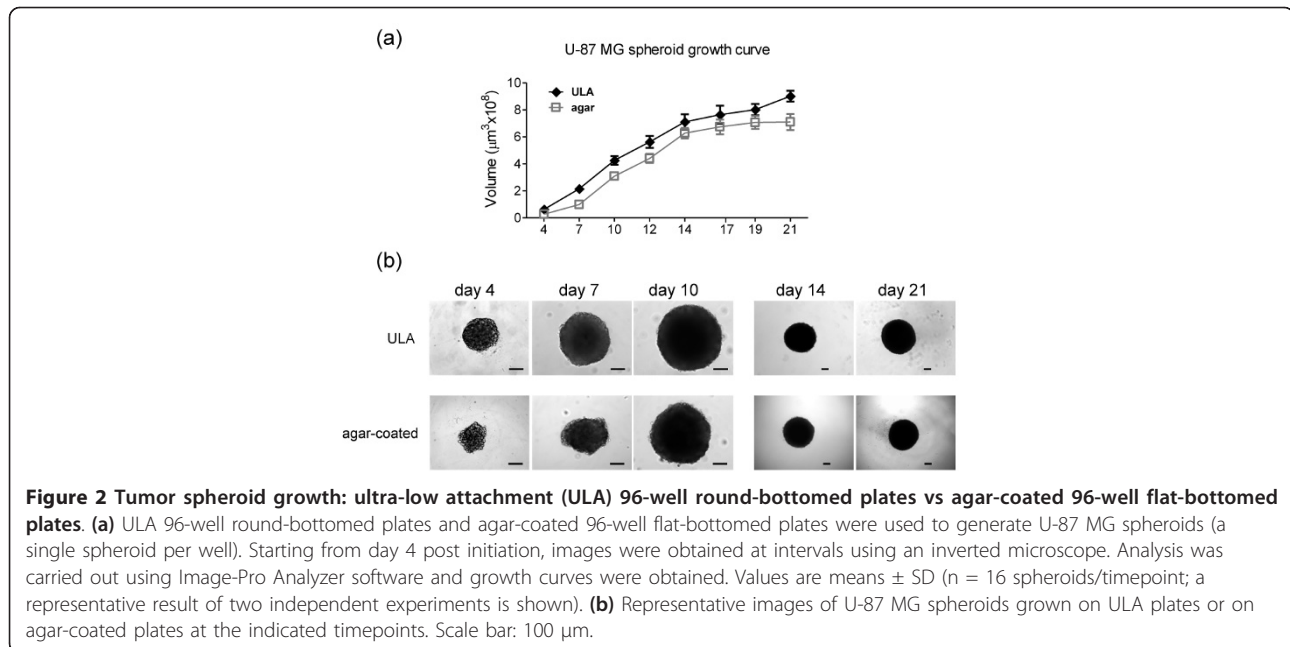 (a)
U-87 MG spheroid growth curve
10
8
6
4
2
0
Volume (µm³x10⁸)
ULA
agar
4 7 10 12 14 17 19 21
(b)
day 4 day 7 day 10 day 14 day 21
ULA
agar-coated
Figure 2 Tumor spheroid growth: ultra-low attachment (ULA) 96-well round-bottomed plates vs agar-coated 96-well flat-bottomed
plates. (a) ULA 96-well round-bottomed plates and agar-coated 96-well flat-bottomed plates were used to generate U-87 MG spheroids (a
single spheroid per well). Starting from day 4 post initiation, images were obtained at intervals using an inverted microscope. Analysis was
carried out using Image-Pro Analyzer software and growth curves were obtained. Values are means ± SD (n = 16 spheroids/timepoint; a
representative result of two independent experiments is shown). (b) Representative images of U-87 MG spheroids grown on ULA plates or on
agar-coated plates at the indicated timepoints. Scale bar: 100 µm.